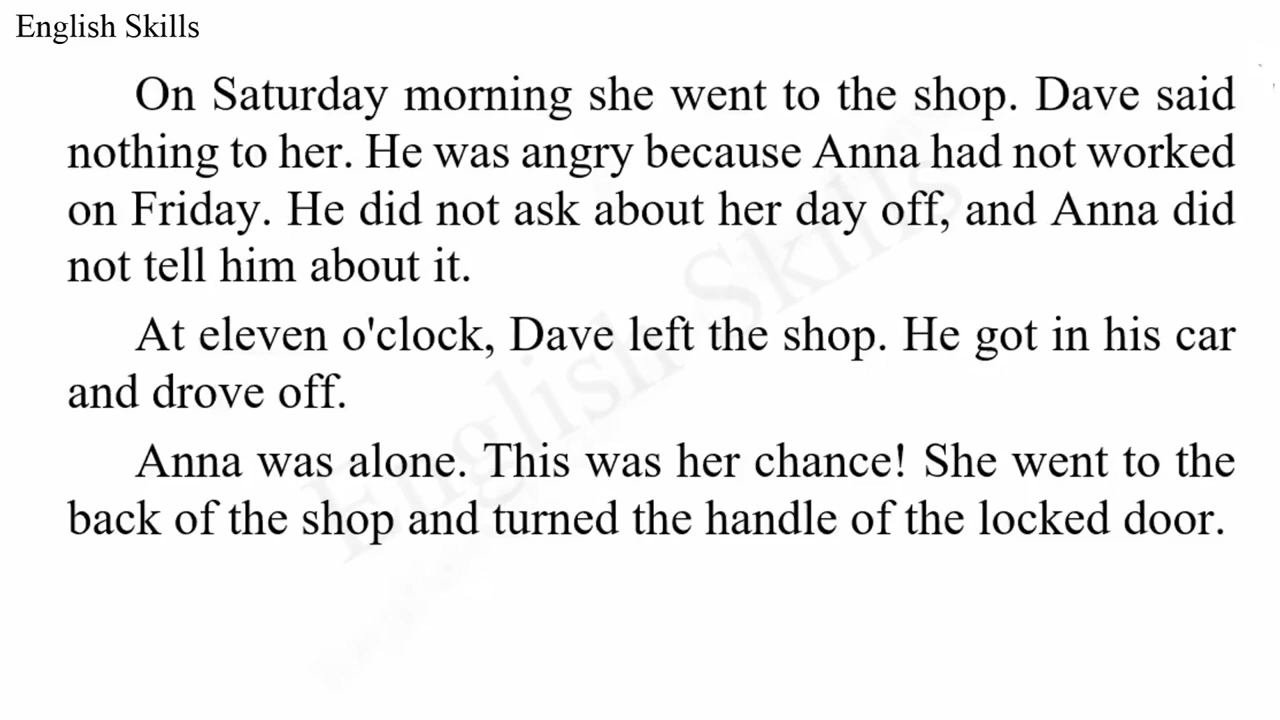 English Skills
On Saturday morning she went to the shop. Dave said
nothing to her. He was angry because Anna had not worked
on Friday. He did not ask about her day off, and Anna did
not tell him about it.
At eleven o'clock, Dave left the shop. He got in his car
and drove off.
Anna was alone. This was her chance! She went to the
back of the shop and turned the handle of the locked door.
English Skills